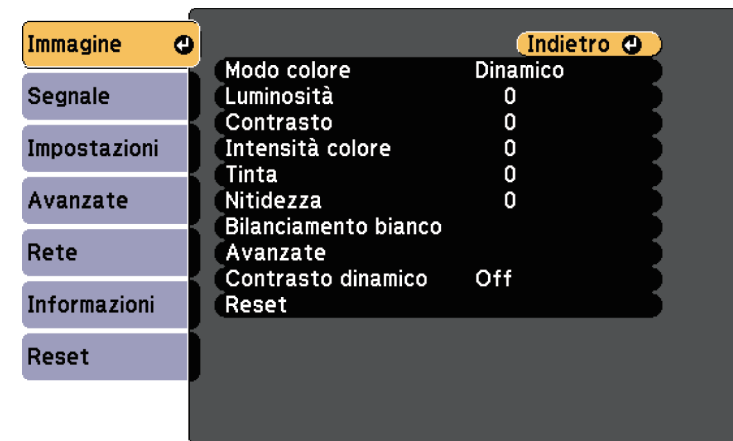 Immagine
Segnale
Impostazioni
Avanzate
Rete
Informazioni
Reset
Indietro
Modo colore Dinamico
Luminosità 0
Contrasto 0
Intensità colore 0
Tinta 0
Nitidezza 0
Bilanciamento bianco
Avanzate
Contrasto dinamico Off
Reset